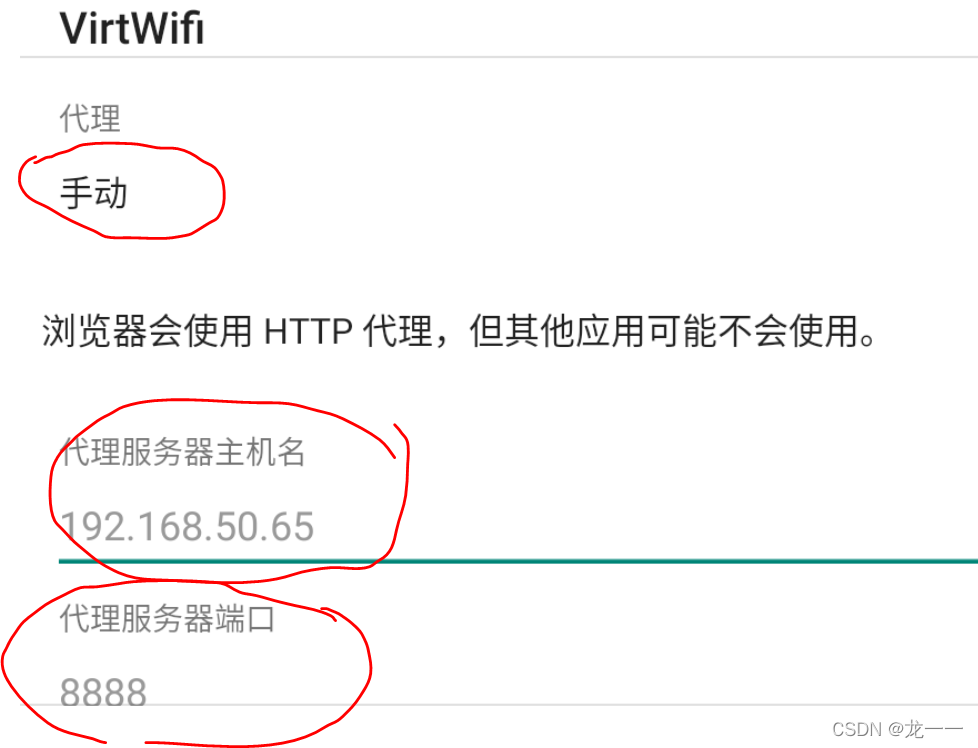 VirtWifi
代理
手动
浏览器会使用 HTTP 代理，但其他应用可能不会使用。
代理服务器主机名
192.168.50.65
代理服务器端口
8888
CSDN @龙一一